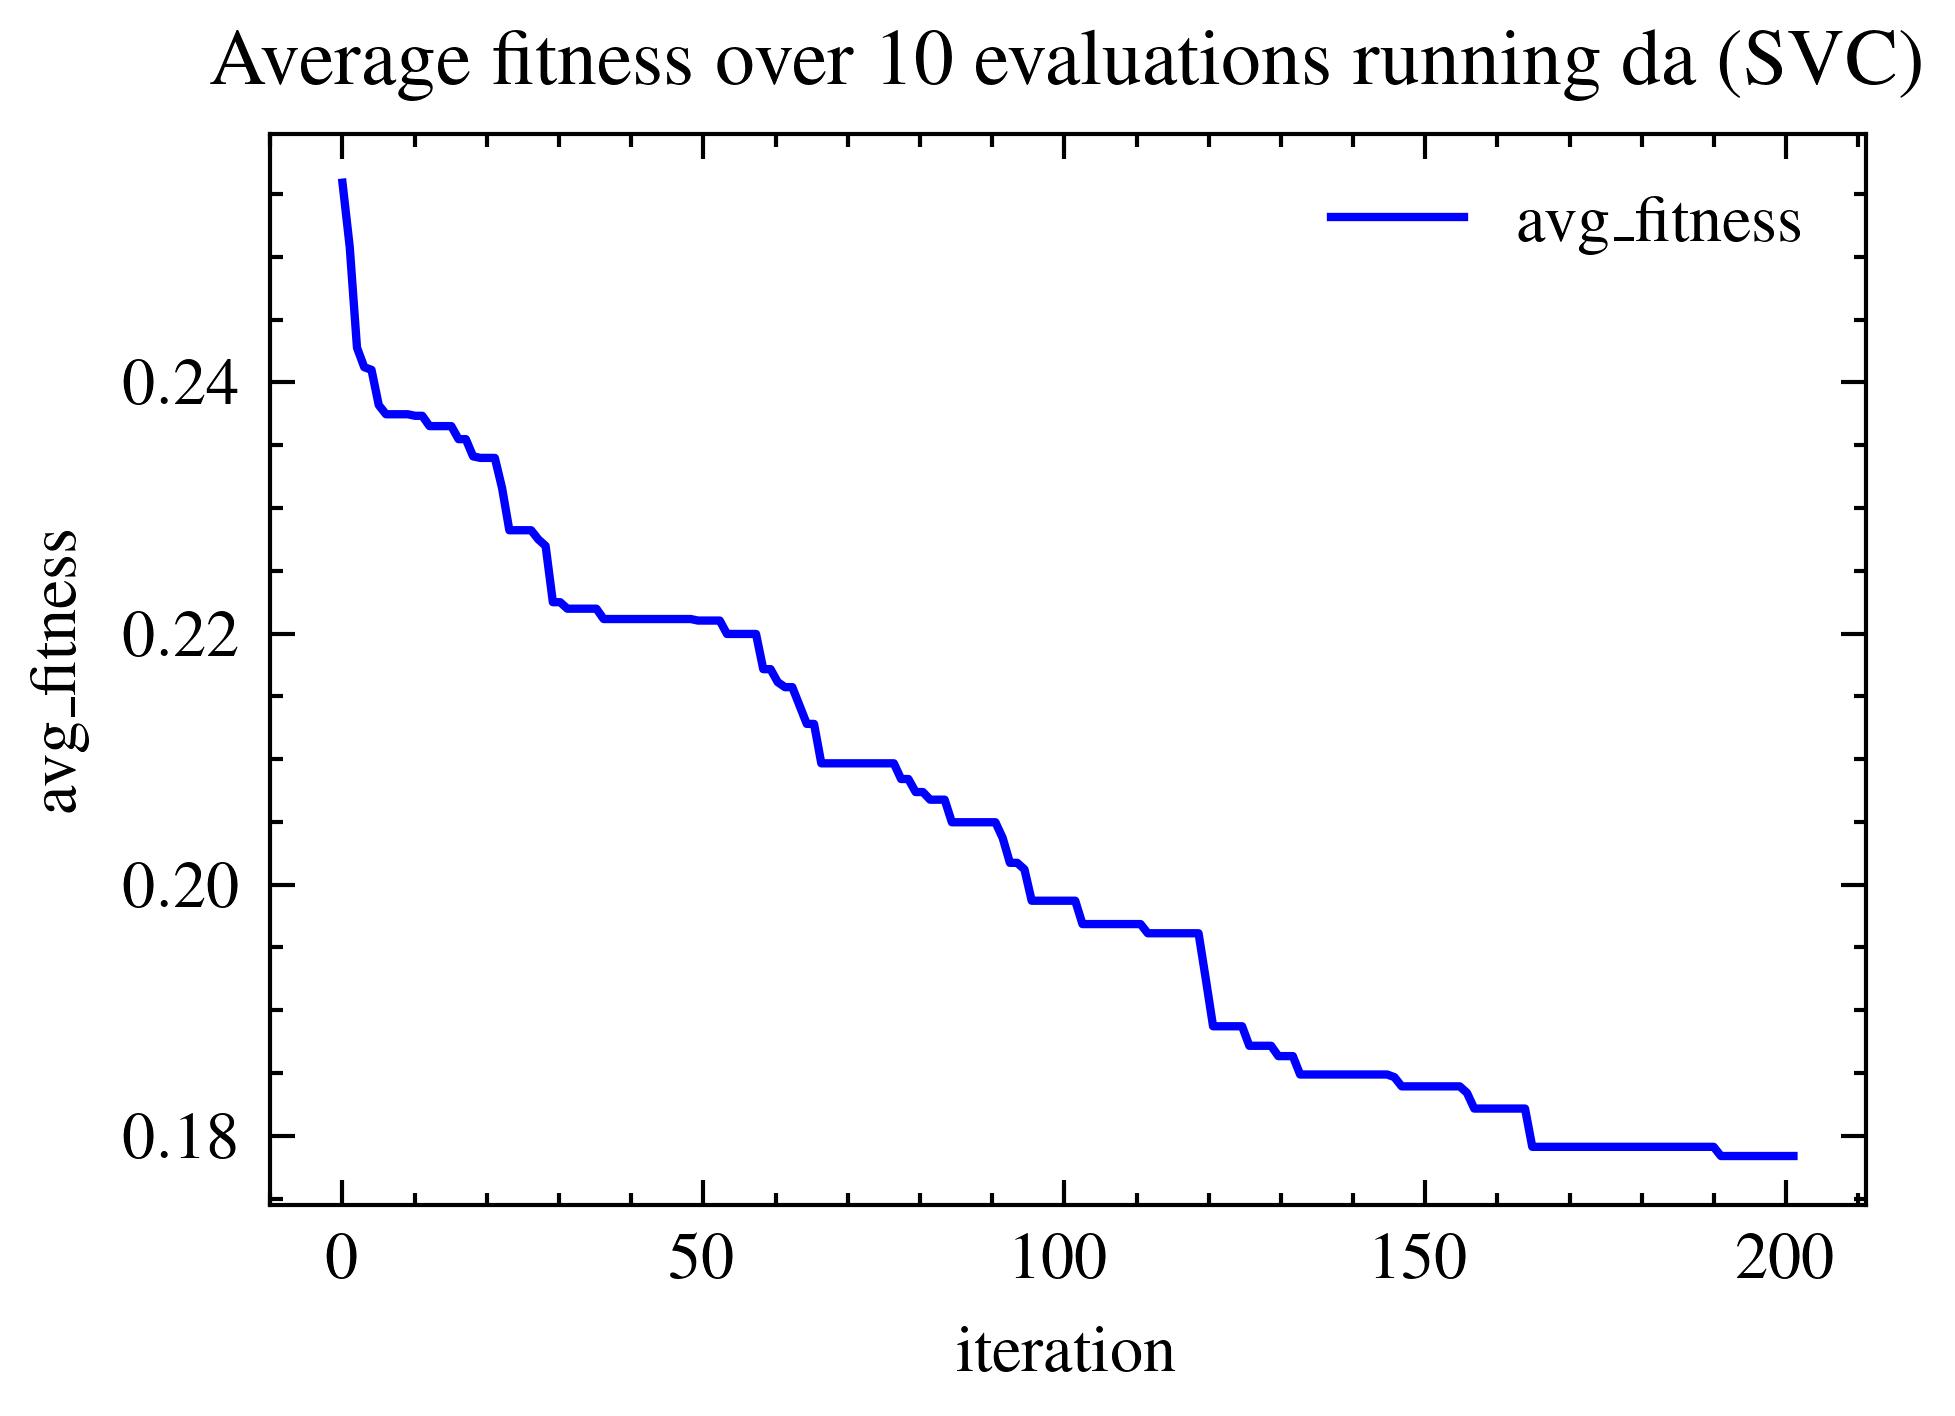 Average fitness over 10 evaluations running da (SVC)
avg_fitness
0.24
0.22
0.20
0.18
avg_fitness
0 50 100 150 200
iteration